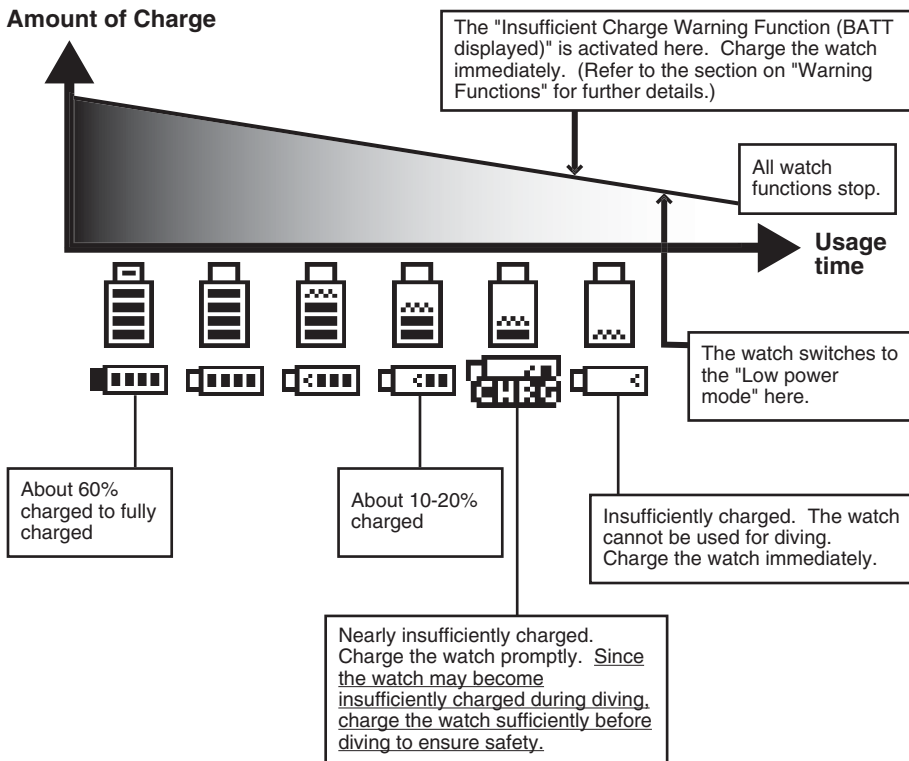 Amount of Charge
The "Insufficient Charge Warning Function (BATT
displayed)" is activated here.  Charge the watch
immediately.  (Refer to the section on "Warning
Functions" for further details.)
All watch
functions stop.
Usage
time
The watch switches to
the "Low power
mode" here.
CHRG
About 60%
charged to fully
charged
About 10-20%
charged
Insufficiently charged.  The watch
cannot be used for diving.
Charge the watch immediately.
Nearly insufficiently charged.
Charge the watch promptly.  Since
the watch may become
insufficiently charged during diving,
charge the watch sufficiently before
diving to ensure safety.